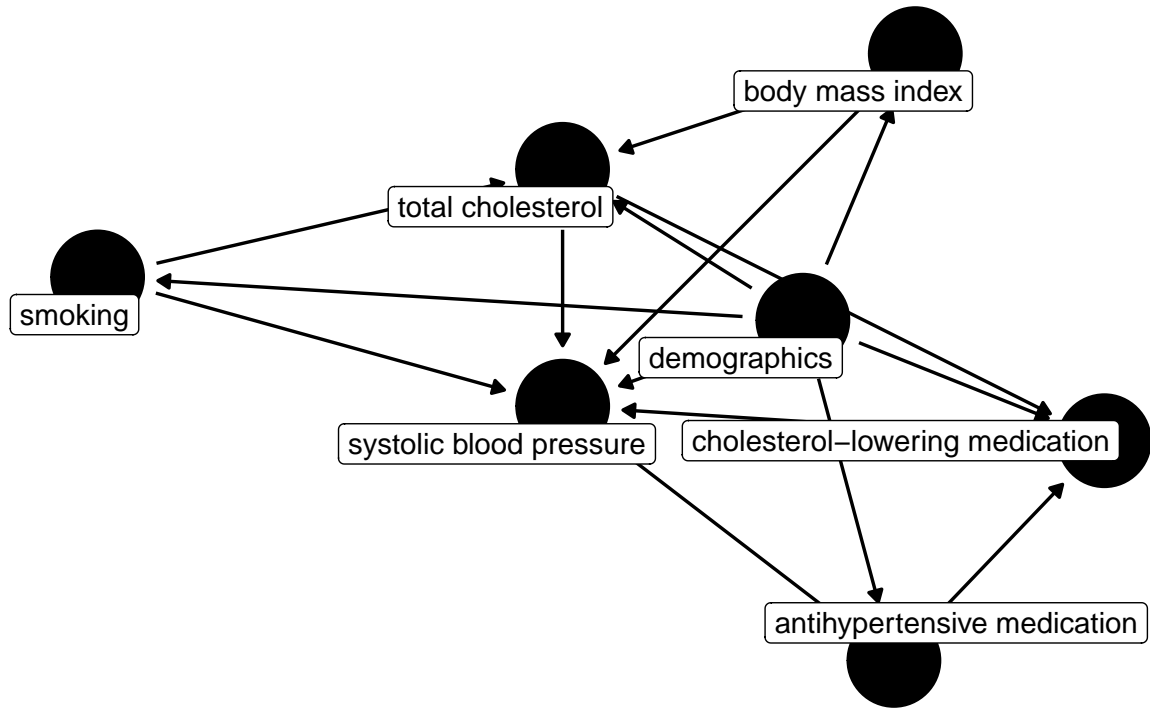 body mass index
total cholesterol
smoking
demographics
systolic blood pressure
cholesterol−lowering medication
antihypertensive medication